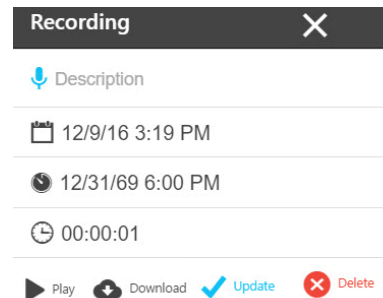 Recording
Description
12/9/16 3:19 PM
12/31/69 6:00 PM
00:00:01
Play Download Update Delete